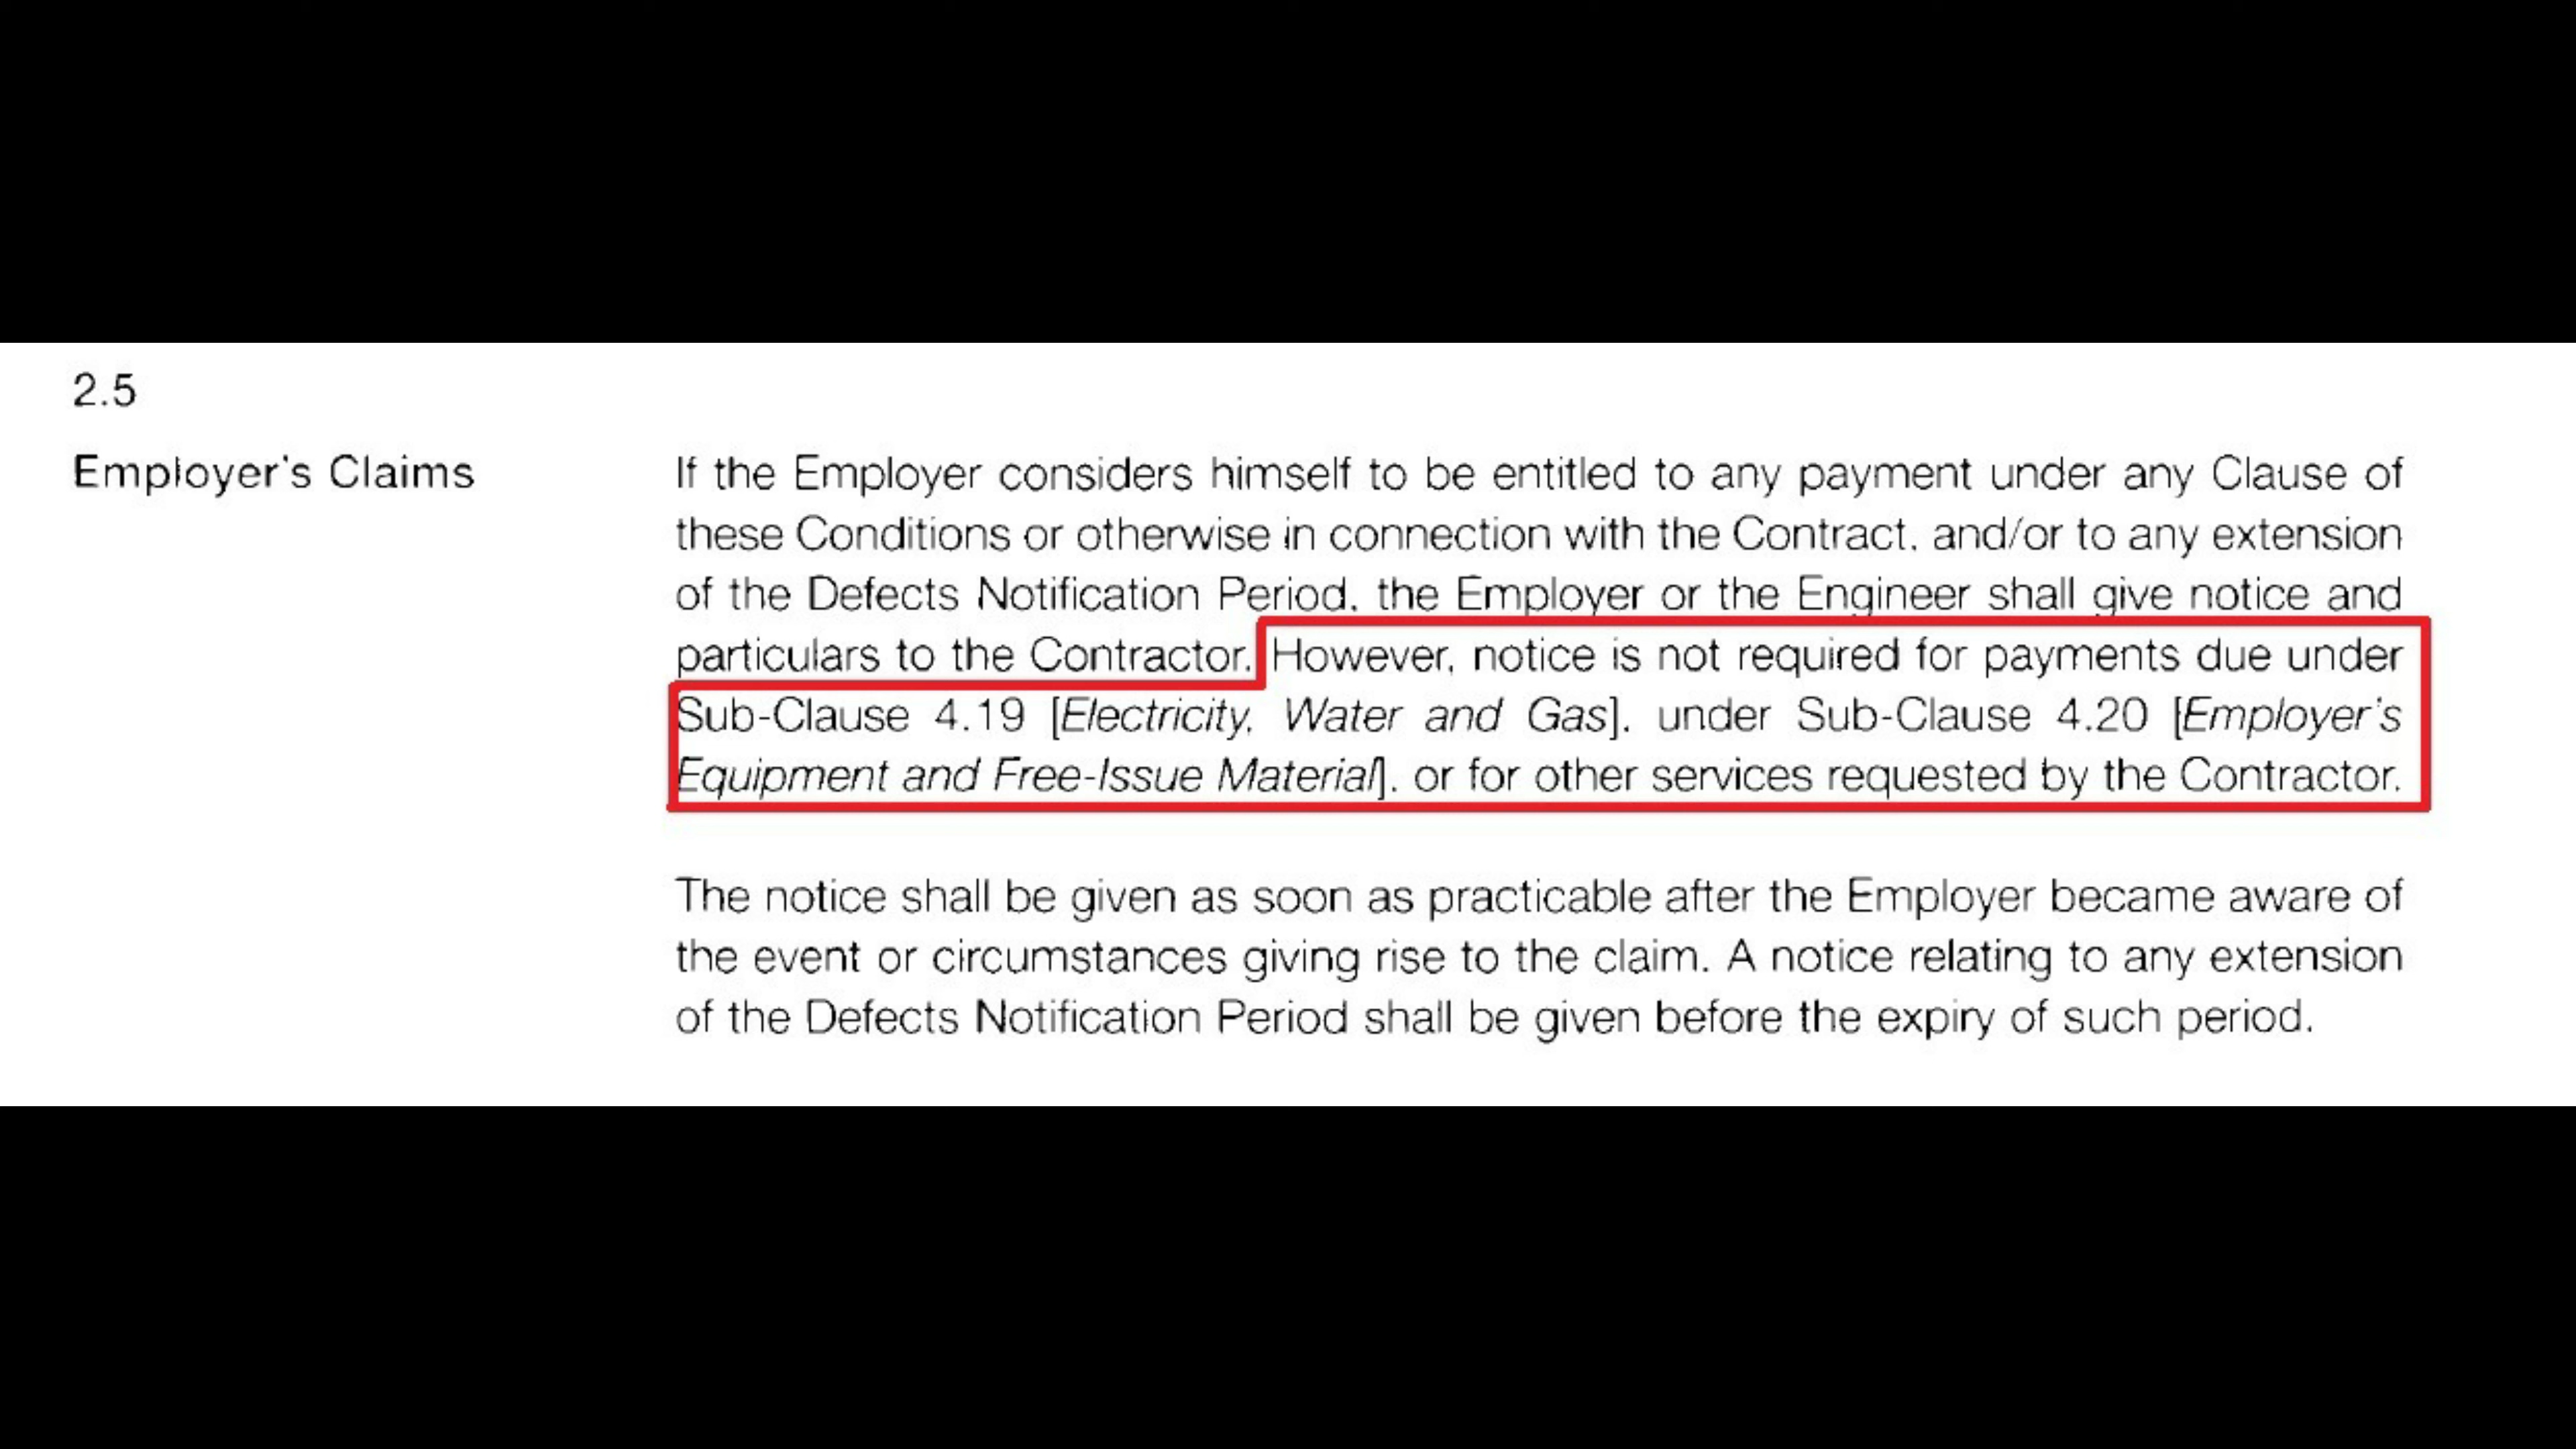 2.5
Employer's Claims
If the Employer considers himself to be entitled to any payment under any Clause of
these Conditions or otherwise in connection with the Contract, and/or to any extension
of the Defects Notification Period, the Employer or the Engineer shall give notice and
particulars to the Contractor. However, notice is not required for payments due under
Sub-Clause 4.19 [Electricity, Water and Gas], under Sub-Clause 4.20 [Employer's
Equipment and Free-Issue Material], or for other services requested by the Contractor.
The notice shall be given as soon as practicable after the Employer became aware of
the event or circumstances giving rise to the claim. A notice relating to any extension
of the Defects Notification Period shall be given before the expiry of such period.